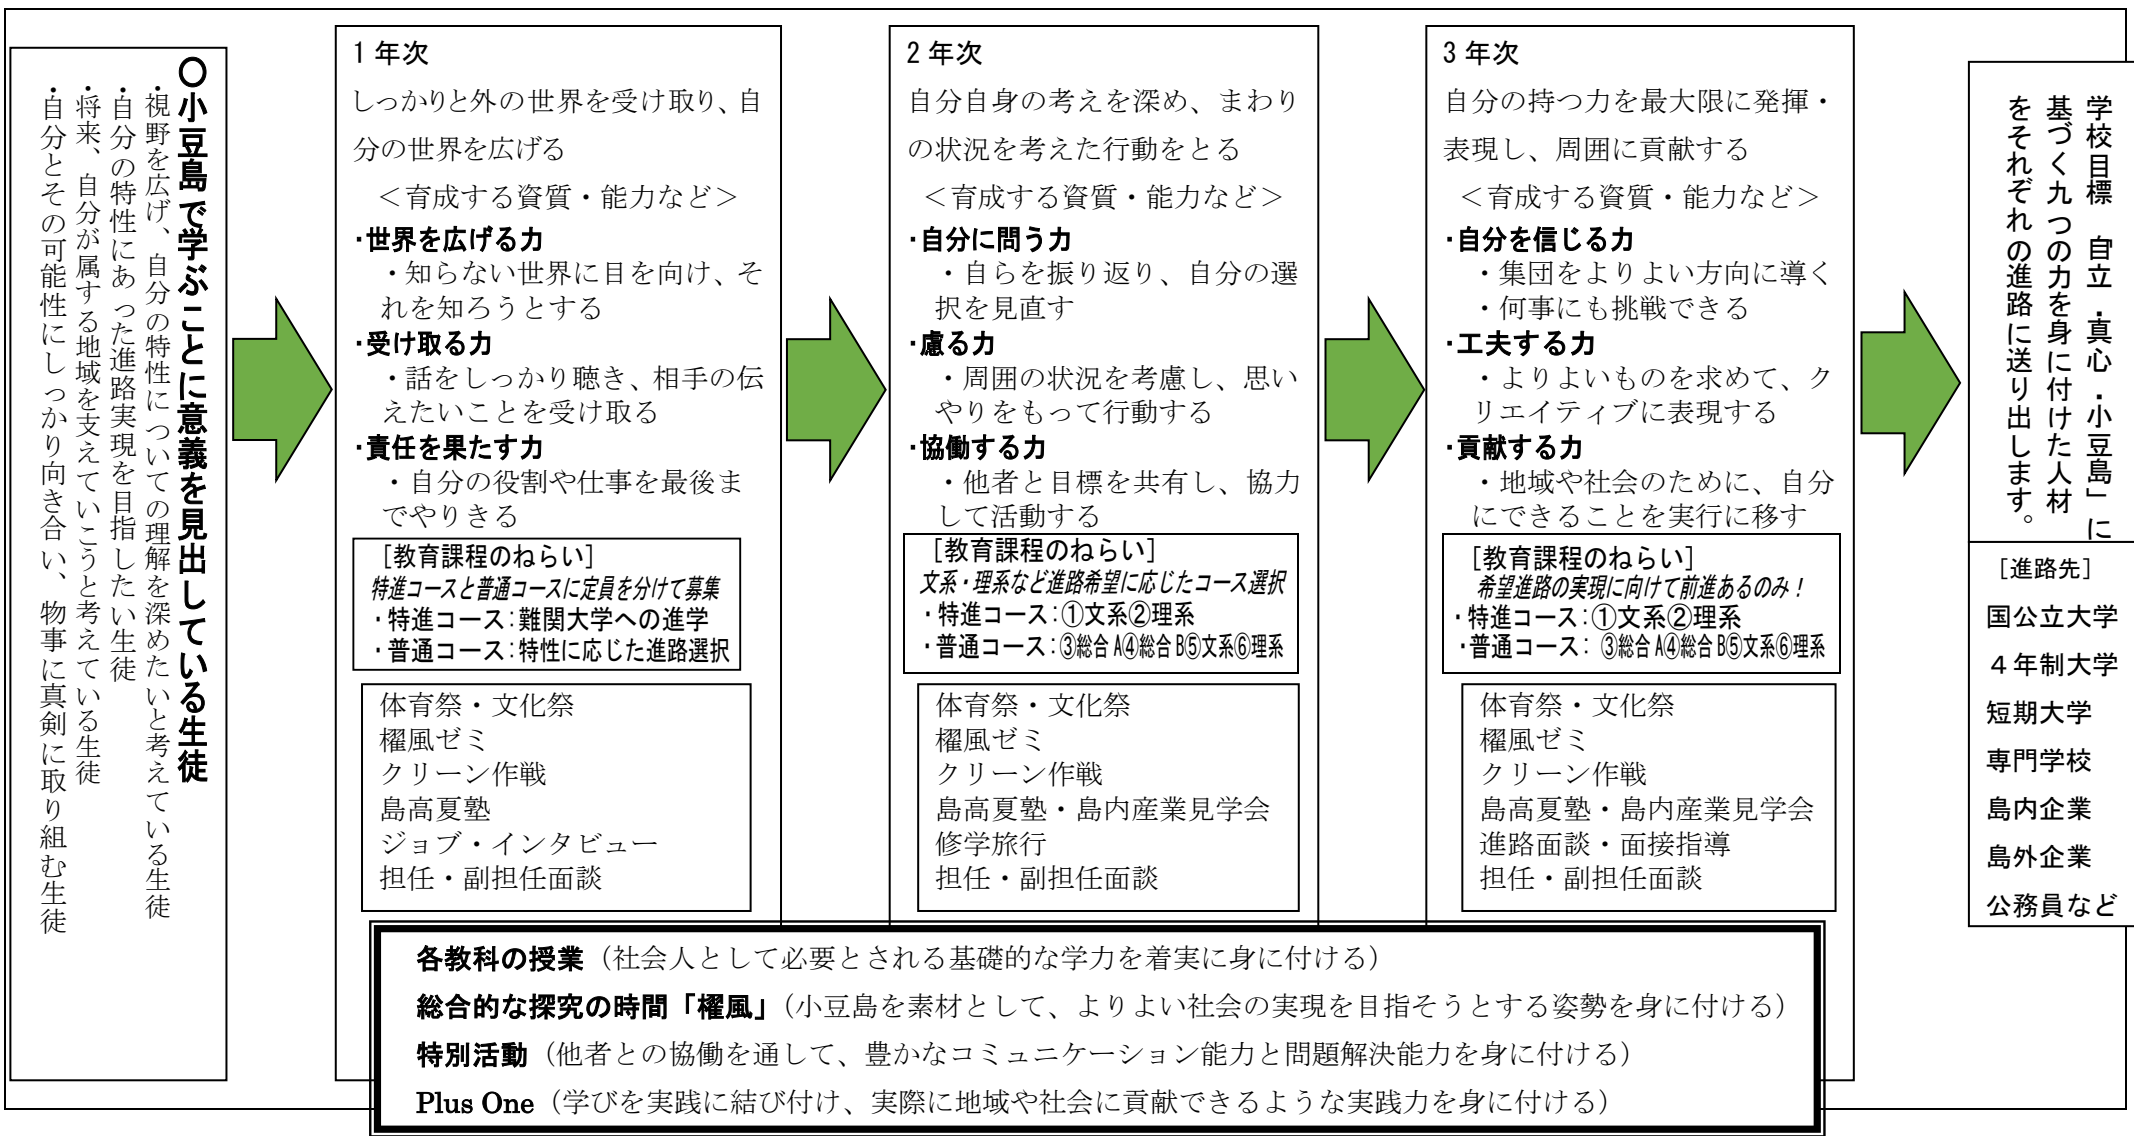 〇小豆島で学ぶことに意義を見出している生徒
・視野を広げ、自分の特性についての理解を深めたいと考えている生徒
・自分の特性にあった進路実現を目指したい生徒
・将来、自分が属する地域を支えていこうと考えている生徒
・自分とその可能性にしっかり向き合い、物事に真剣に取り組む生徒
1年次
しっかりと外の世界を受け取り、自
分の世界を広げる
＜育成する資質・能力など＞
・世界を広げる力
・知らない世界に目を向け、そ
れを知ろうとする
・受け取る力
・話をしっかり聴き、相手の伝
えたいことを受け取る
・責任を果たす力
・自分の役割や仕事を最後ま
でやりきる
［教育課程のねらい］
特進コースと普通コースに定員を分けて募集
・特進コース：難関大学への進学
・普通コース：特性に応じた進路選択
体育祭・文化祭
櫂風ゼミ
クリーン作戦
島高夏塾
ジョブ・インタビュー
担任・副担任面談
2年次
自分自身の考えを深め、まわり
の状況を考えた行動をとる
＜育成する資質・能力など＞
・自分に問う力
・自らを振り返り、自分の選
択を見直す
・慮る力
・周囲の状況を考慮し、思い
やりをもって行動する
・協働する力
・他者と目標を共有し、協力
して活動する
［教育課程のねらい］
文系・理系など進路希望に応じたコース選択
・特進コース：①文系②理系
・普通コース：③総合A④総合B⑤文系⑥理系
体育祭・文化祭
櫂風ゼミ
クリーン作戦
島高夏塾・島内産業見学会
修学旅行
担任・副担任面談
3年次
自分の持つ力を最大限に発揮・
表現し、周囲に貢献する
＜育成する資質・能力など＞
・自分を信じる力
・集団をよりよい方向に導く
・何事にも挑戦できる
・工夫する力
・よりよいものを求めて、ク
リエイティブに表現する
・貢献する力
・地域や社会のために、自分
にできることを実行に移す
［教育課程のねらい］
希望進路の実現に向けて前進あるのみ！
・特進コース：①文系②理系
・普通コース： ③総合A④総合B⑤文系⑥理系
体育祭・文化祭
櫂風ゼミ
クリーン作戦
島高夏塾・島内産業見学会
進路面談・面接指導
担任・副担任面談
学校目標「自立・真心・小豆島」に
基づく九つの力を身に付けた人材
をそれぞれの進路に送り出します。
［進路先］
国公立大学
４年制大学
短期大学
専門学校
島内企業
島外企業
公務員など
各教科の授業（社会人として必要とされる基礎的な学力を着実に身に付ける）
総合的な探究の時間「櫂風」（小豆島を素材として、よりよい社会の実現を目指そうとする姿勢を身に付ける）
特別活動（他者との協働を通して、豊かなコミュニケーション能力と問題解決能力を身に付ける）
Plus One（学びを実践に結び付け、実際に地域や社会に貢献できるような実践力を身に付ける）